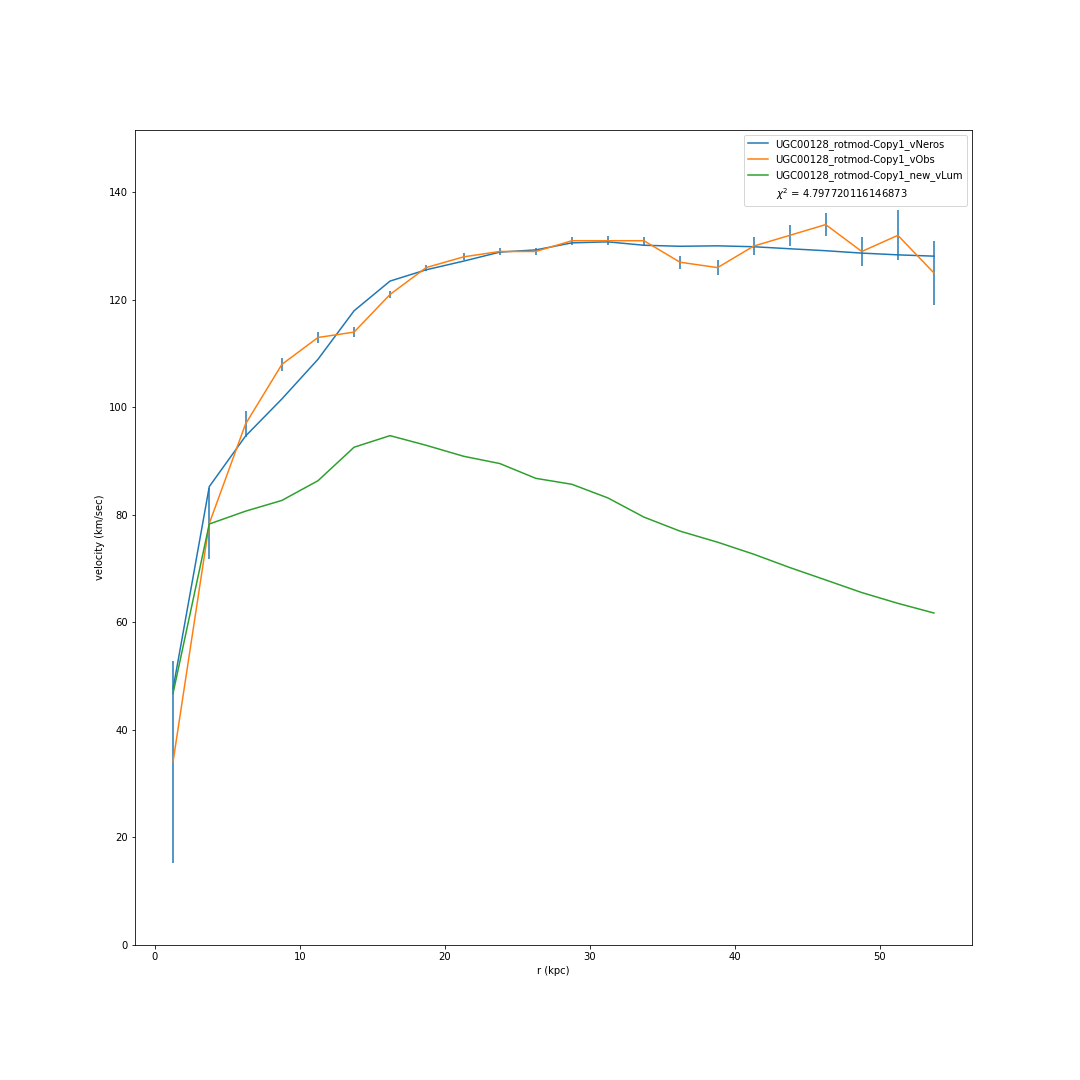 UGC00128_rotmod-Copy1_vNeros
UGC00128_rotmod-Copy1_vObs
UGC00128_rotmod-Copy1_new_vLum
χ² = 4.797720116146873
140
120
100
80
60
40
20
0
velocity (km/sec)
0 10 20 30 40 50
r (kpc)